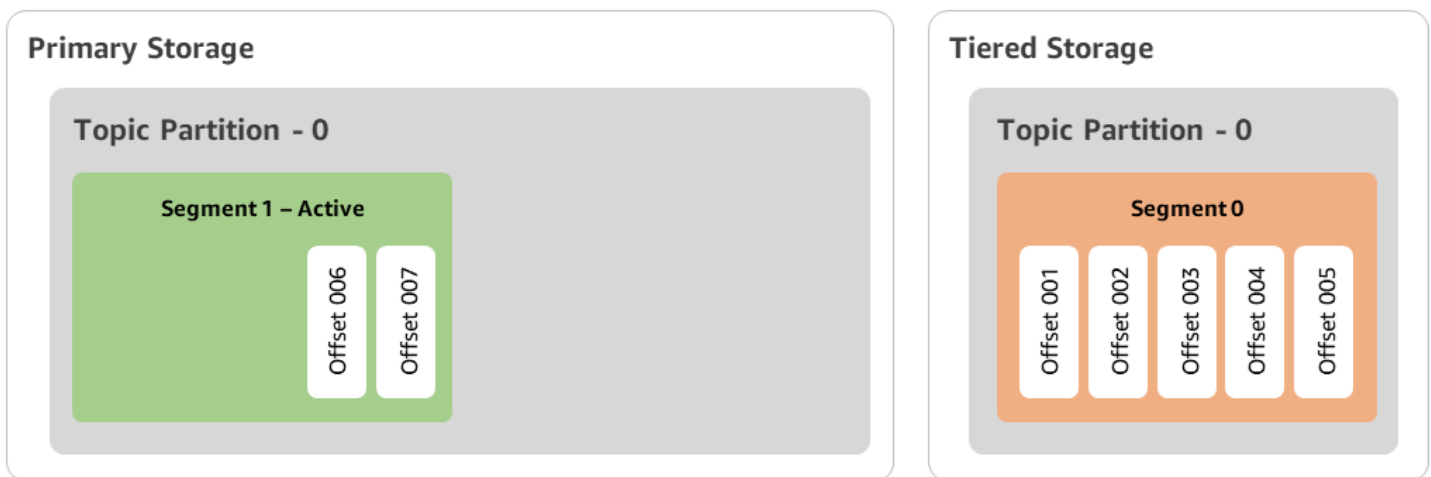 Primary Storage
Topic Partition - 0
Segment 1 – Active
Offset 006
Offset 007
Tiered Storage
Topic Partition - 0
Segment 0
Offset 001
Offset 002
Offset 003
Offset 004
Offset 005